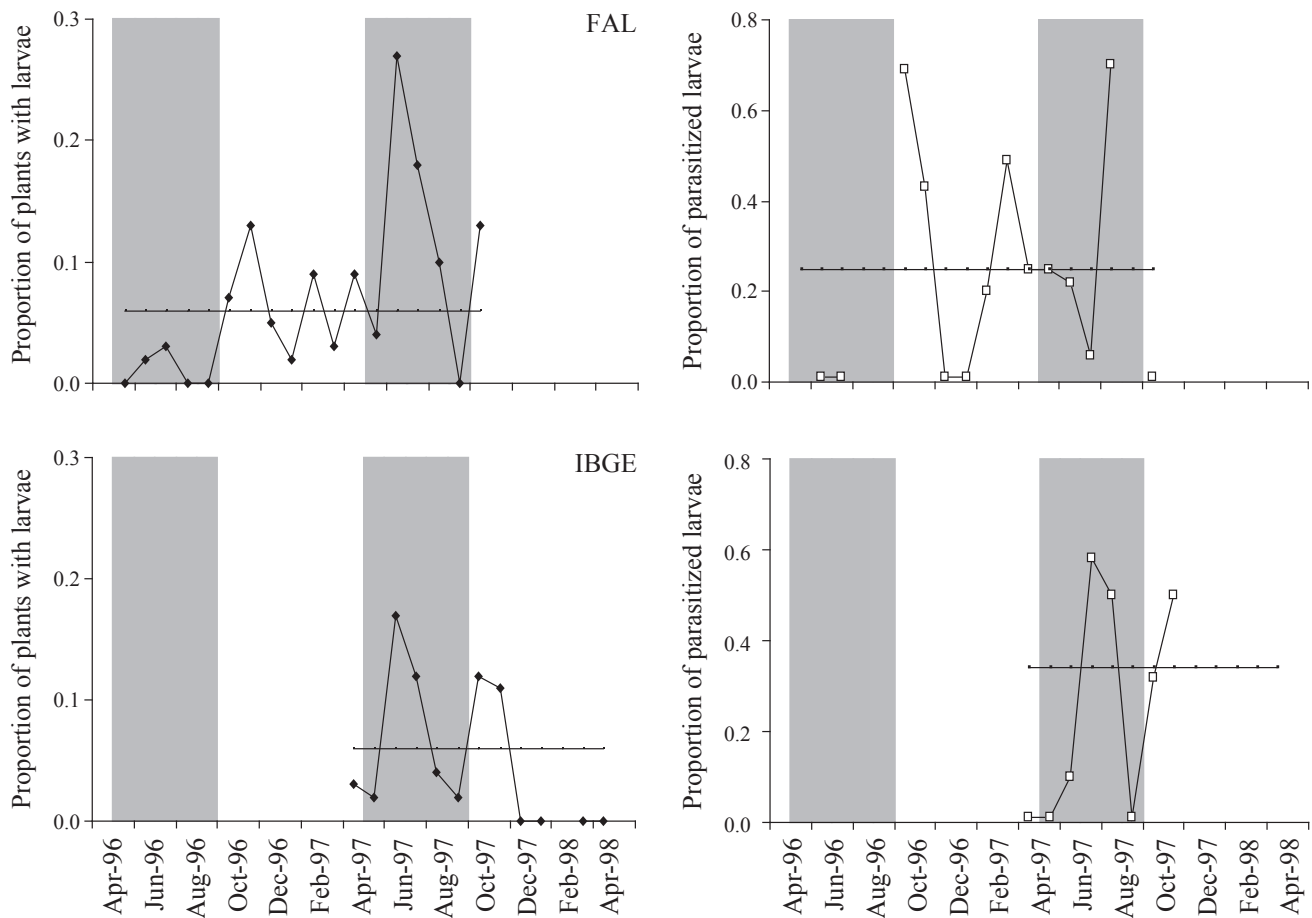 Proportion of plants with larvae
0.3
0.2
0.1
0.0
FAL
Proportion of parasitized larvae
0.8
0.6
0.4
0.2
0.0
Proportion of plants with larvae
0.3
0.2
0.1
0.0
IBGE
Apr-96
Jun-96
Aug-96
Oct-96
Dec-96
Feb-97
Apr-97
Jun-97
Aug-97
Oct-97
Dec-97
Feb-98
Apr-98
Proportion of parasitized larvae
0.8
0.6
0.4
0.2
0.0
Apr-96
Jun-96
Aug-96
Oct-96
Dec-96
Feb-97
Apr-97
Jun-97
Aug-97
Oct-97
Dec-97
Feb-98
Apr-98